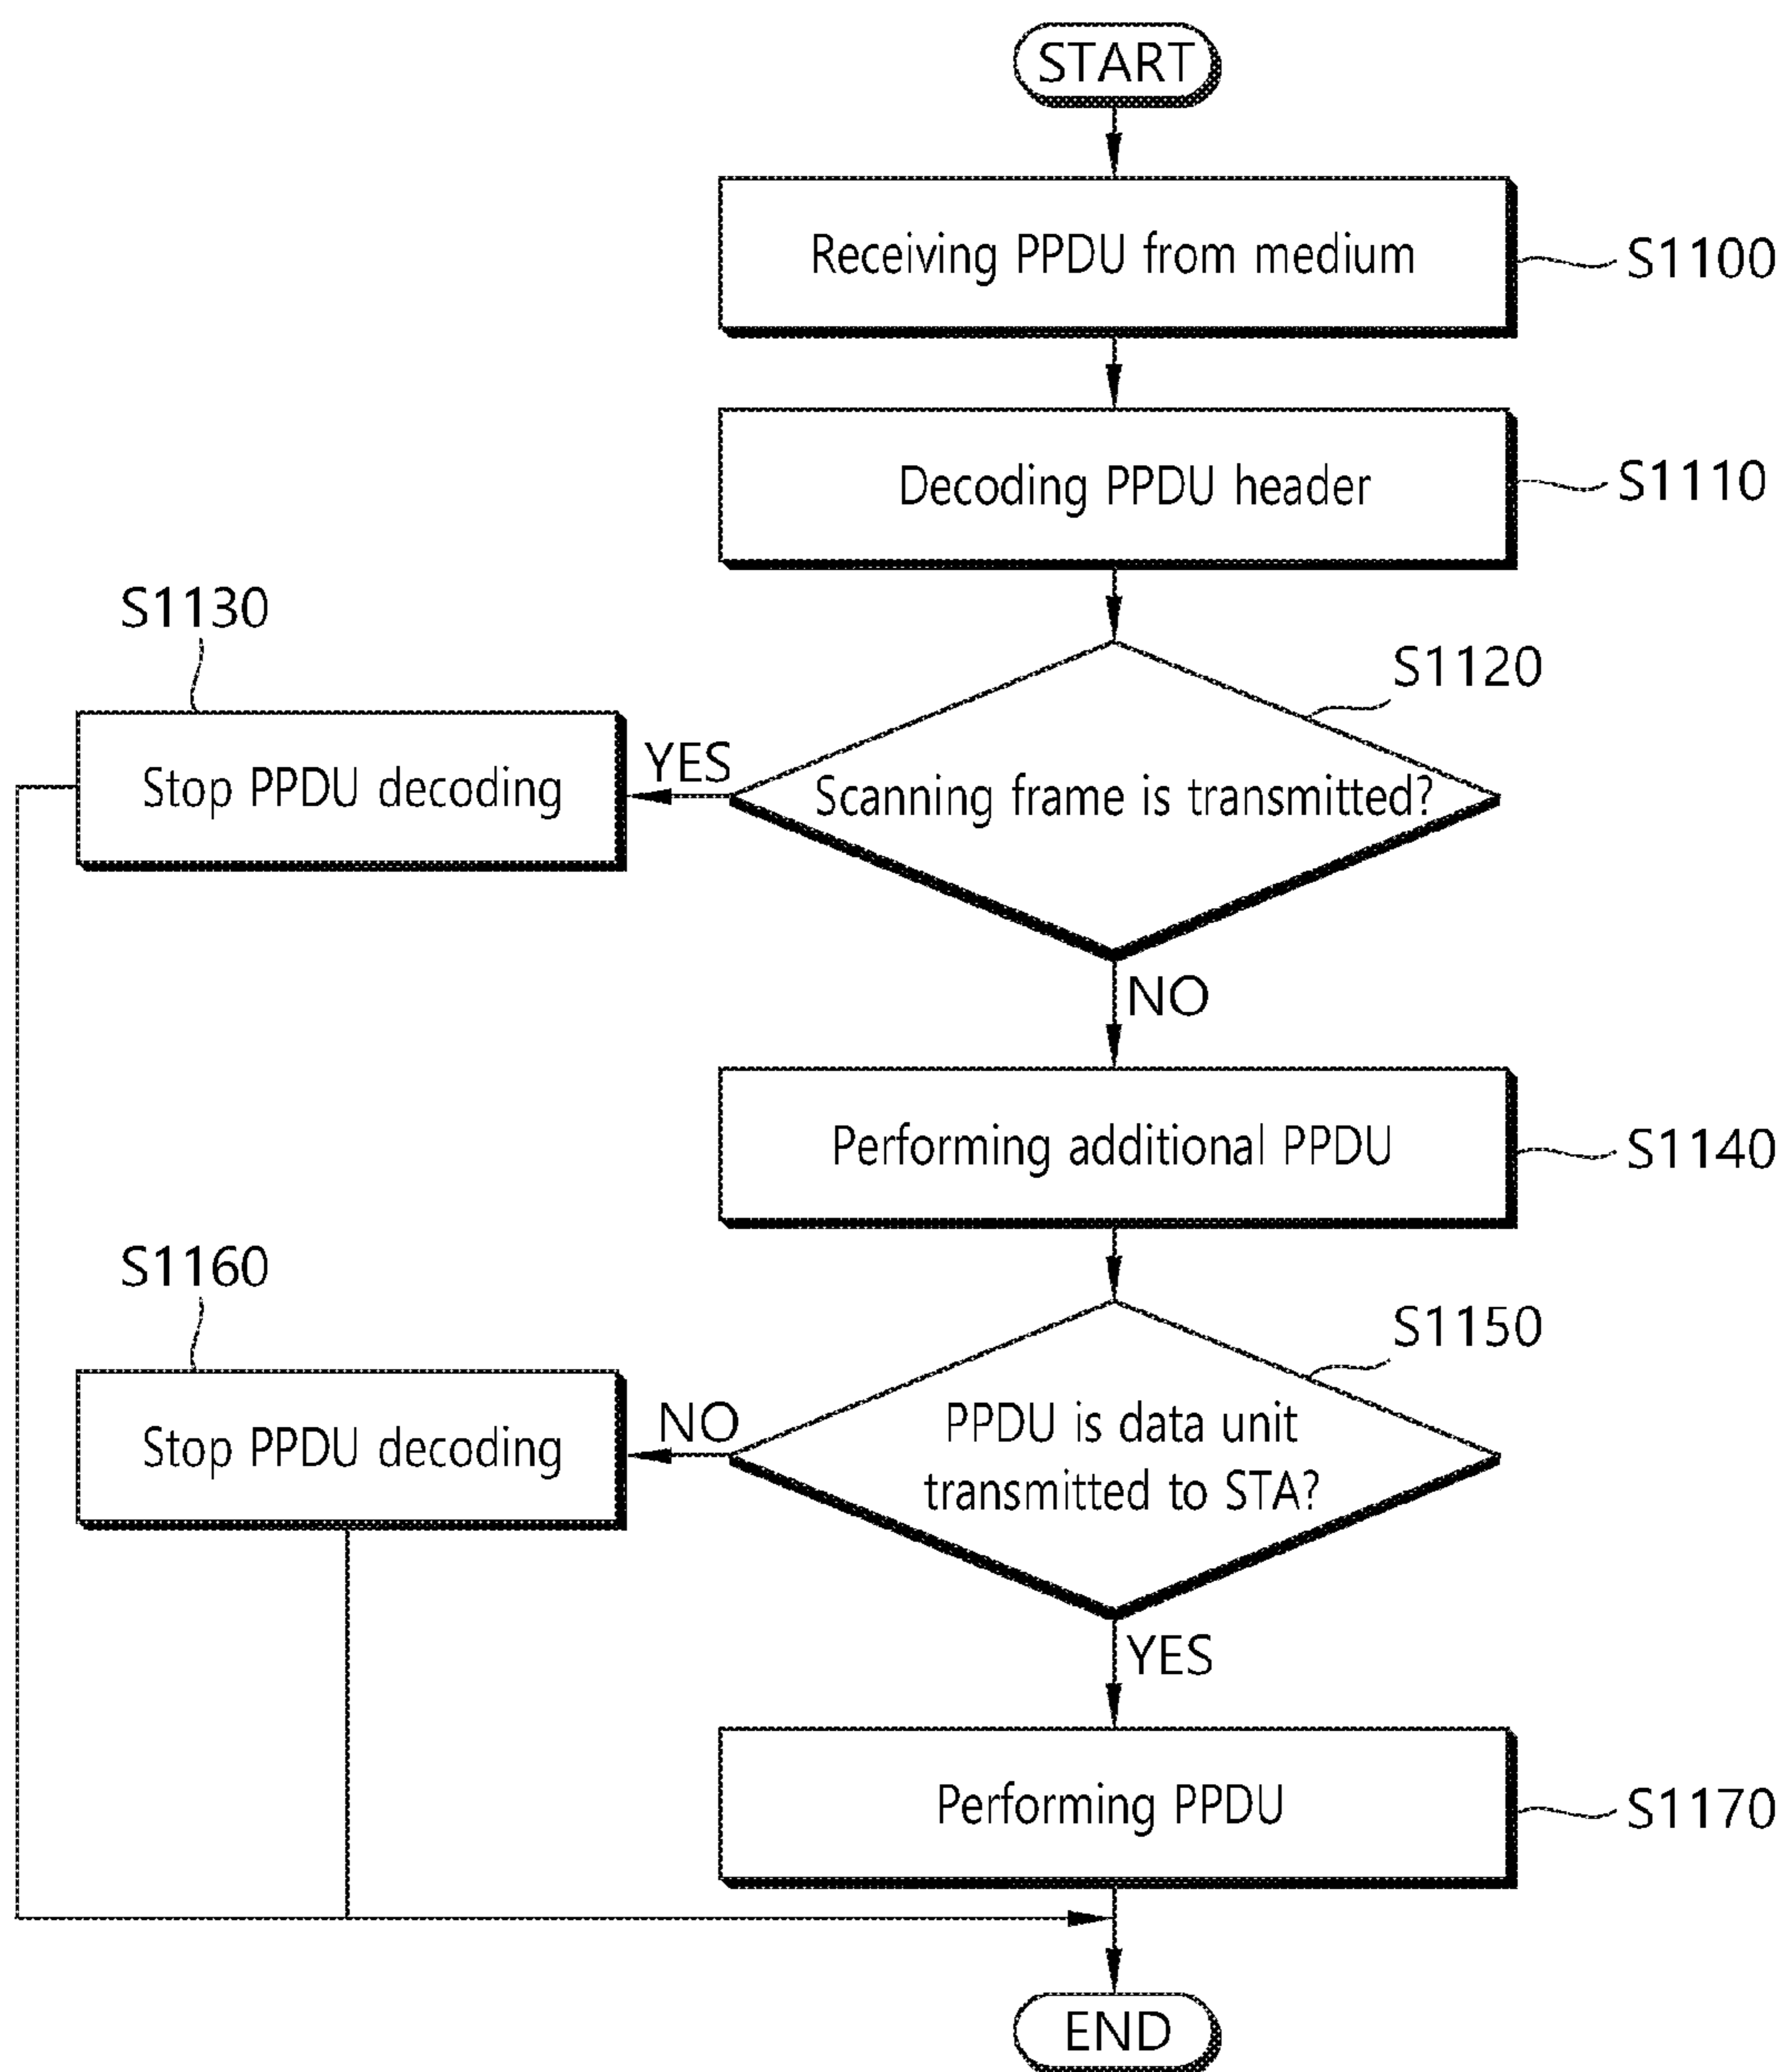 START
Receiving PPDU from medium
S1100
Decoding PPDU header
S1110
S1130
S1120
Stop PPDU decoding
YES
Scanning frame is transmitted?
NO
Performing additional PPDU
S1140
S1160
S1150
Stop PPDU decoding
NO
PPDU is data unit
transmitted to STA?
YES
Performing PPDU
S1170
END